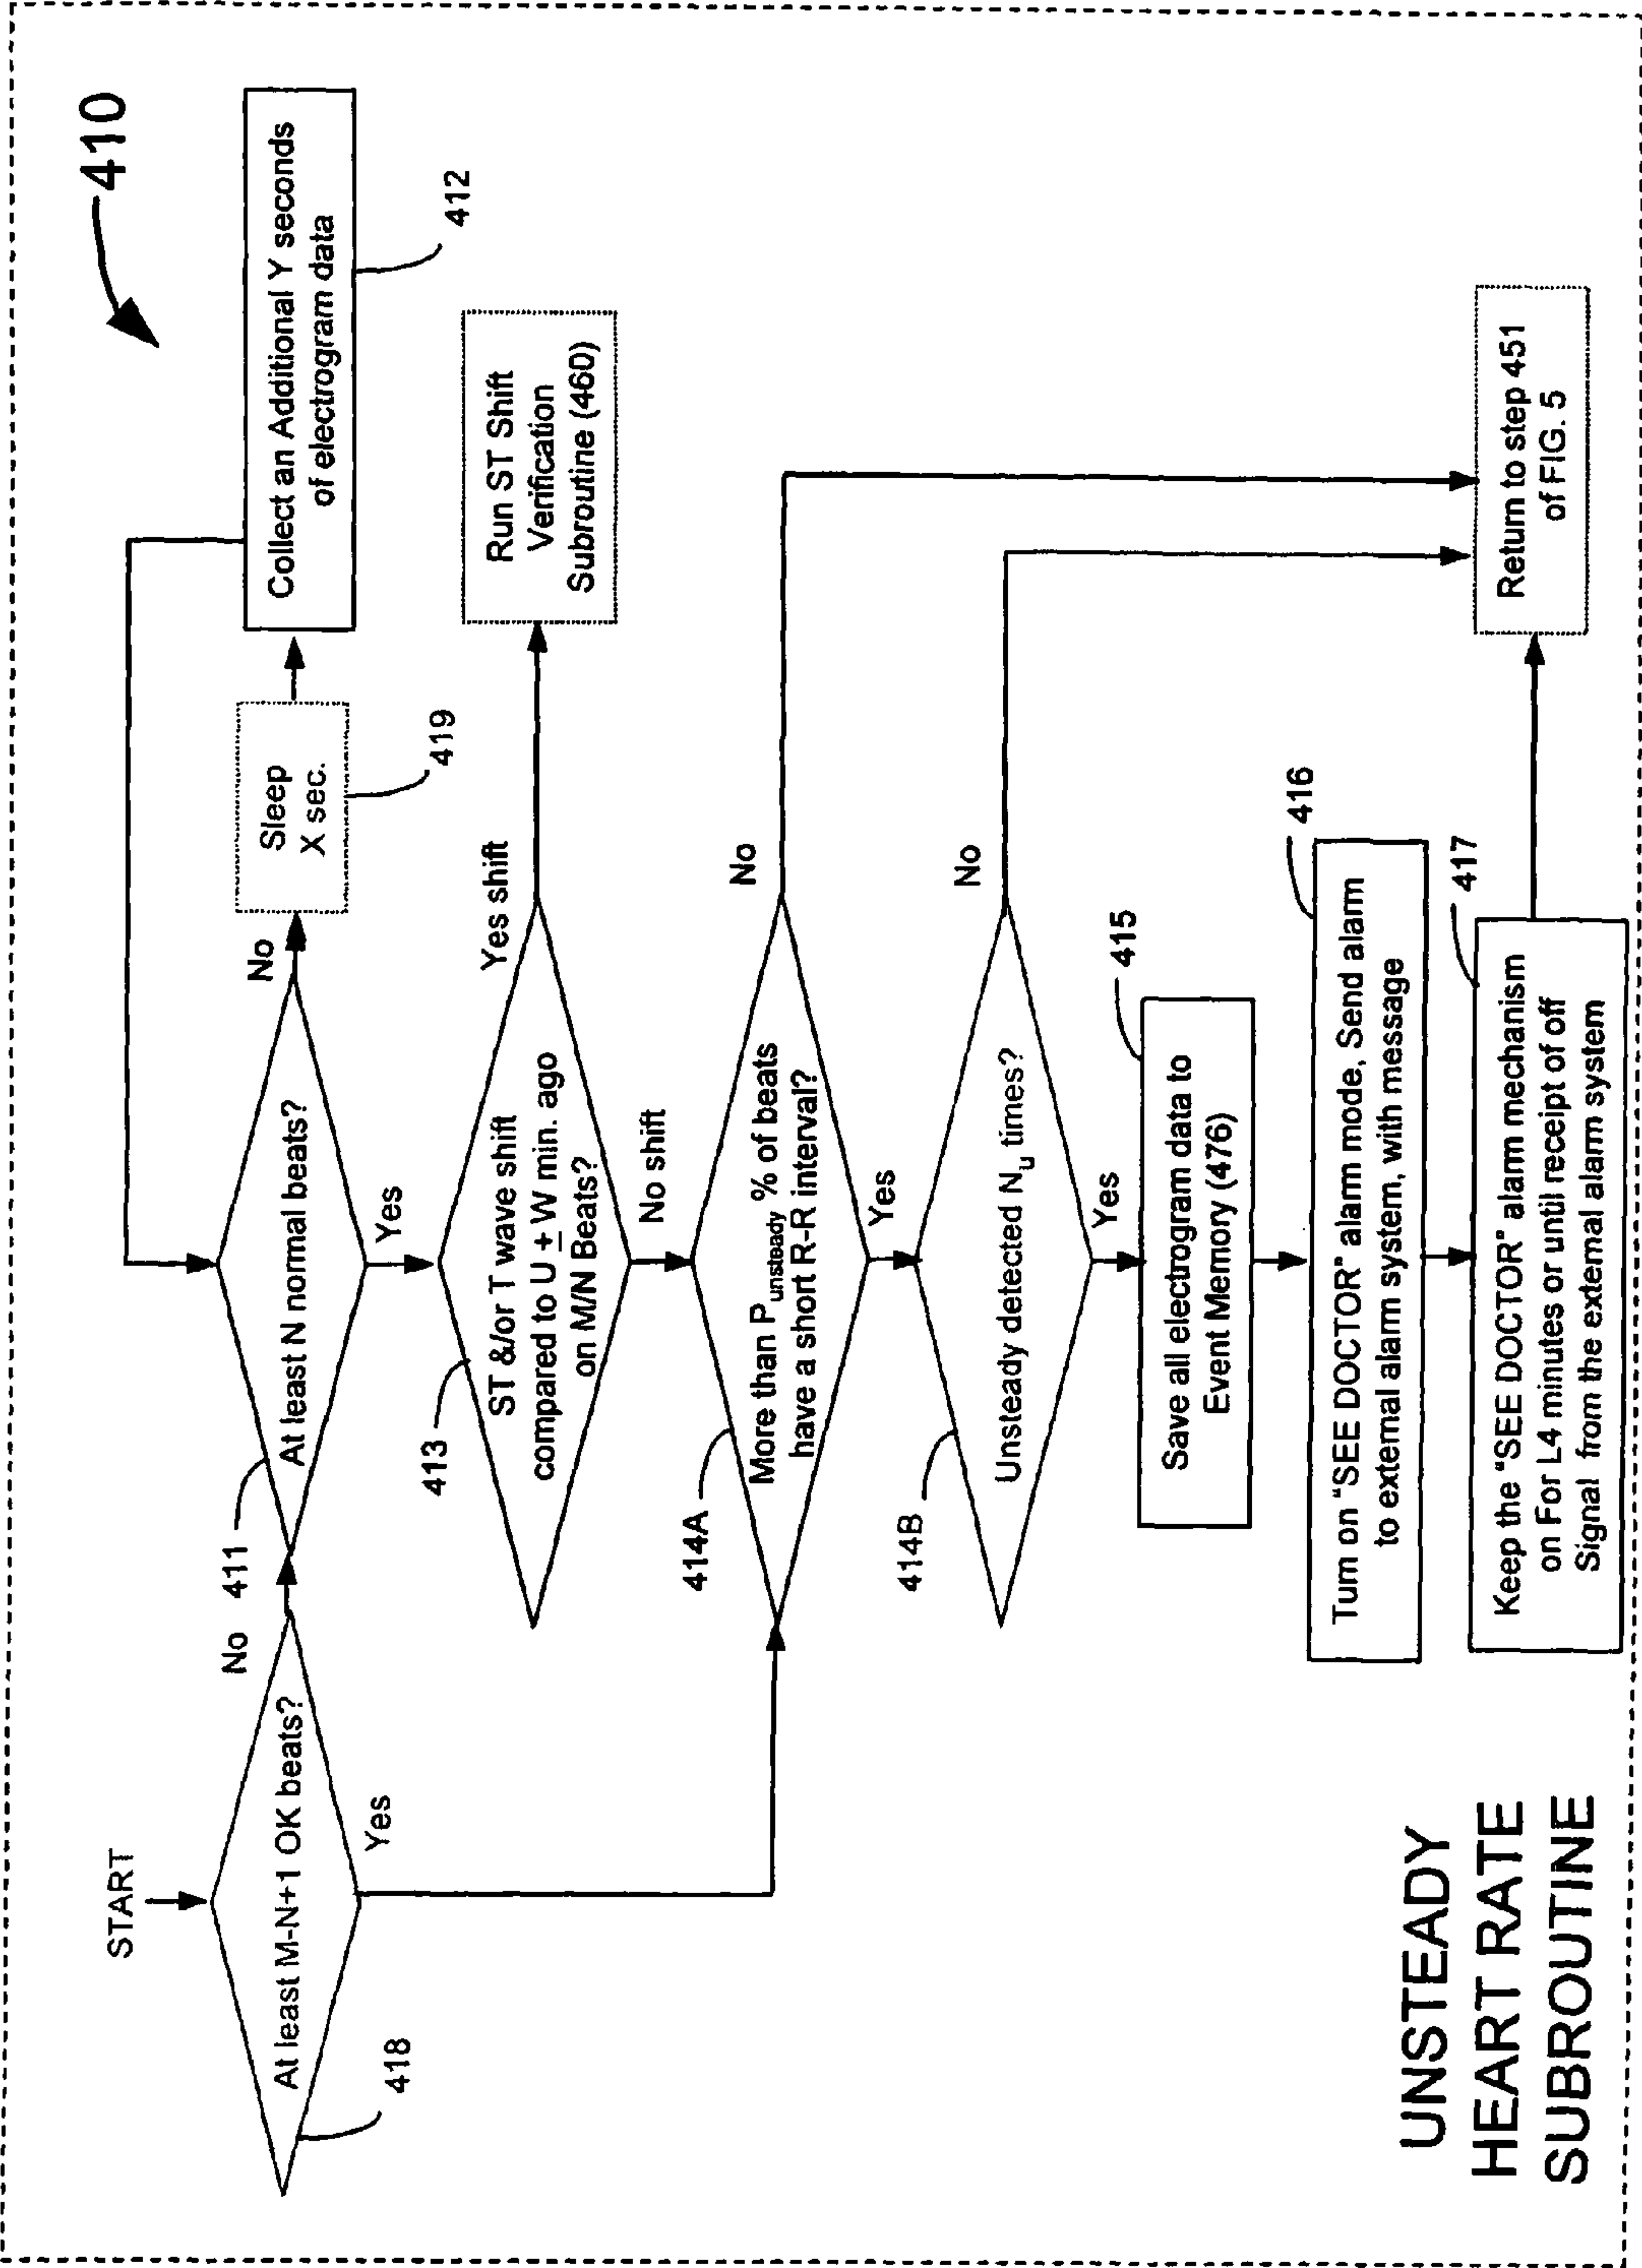 410
START
At least M-N+1 OK beats?
418
No
Yes
411
At least N normal beats?
No
Yes
Sleep
X sec.
419
Collect an Additional Y seconds
of electrogram data
412
413
ST &/or T wave shift
compared to U ± W min. ago
on M/N Beats?
Yes shift
No shift
Run ST Shift
Verification
Subroutine (460)
414A
More than Punsteady % of beats
have a short R-R interval?
No
Yes
414B
Unsteady detected Nu times?
No
Yes
415
Save all electrogram data to
Event Memory (476)
416
Turn on "SEE DOCTOR" alarm mode, Send alarm
to external alarm system, with message
417
Keep the "SEE DOCTOR" alarm mechanism
on For L4 minutes or until receipt of off
Signal from the external alarm system
Return to step 451
of FIG. 5
UNSTEADY
HEART RATE
SUBROUTINE